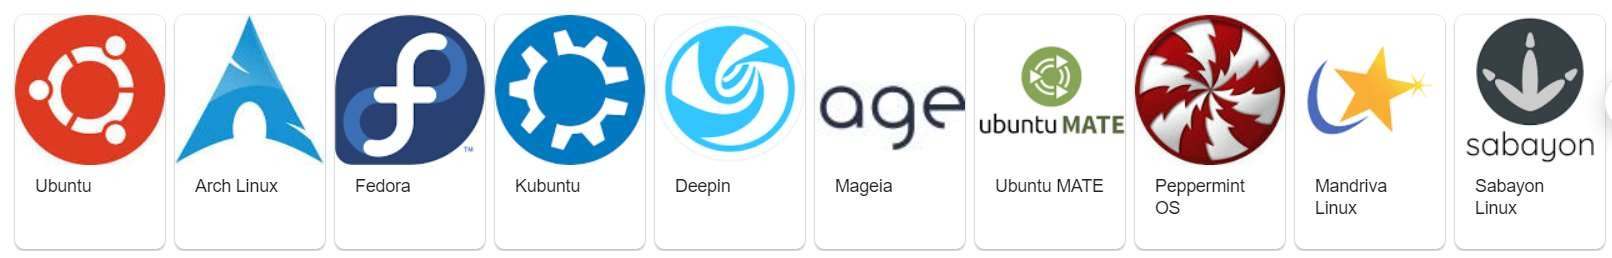 age
ubuntu MATE
sabayon
TM
Ubuntu
Arch Linux
Fedora
Kubuntu
Deepin
Mageia
Ubuntu MATE
Peppermint
OS
Mandriva
Linux
Sabayon
Linux